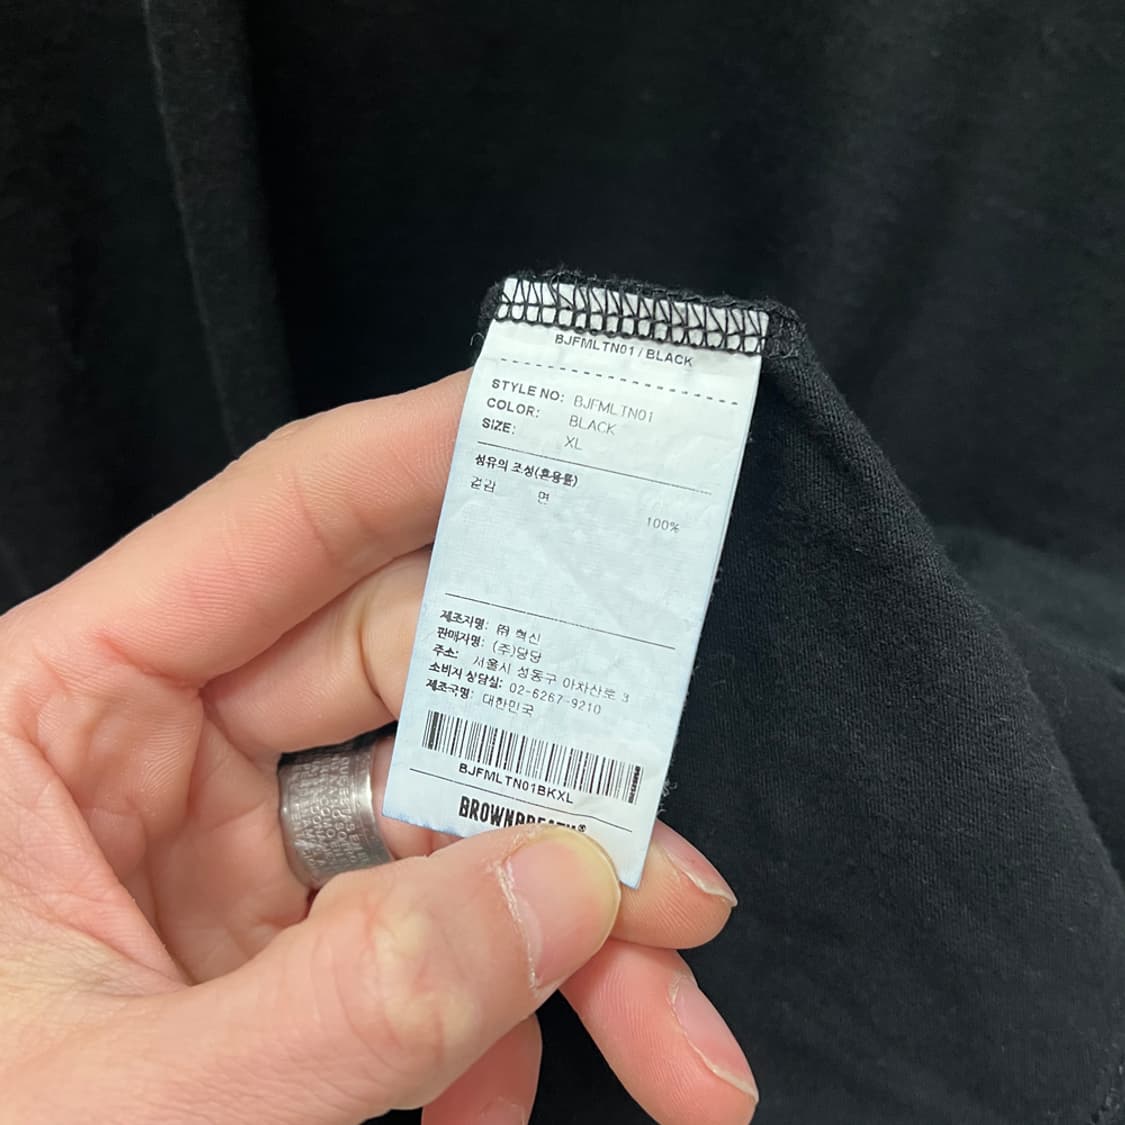 BJFMLTN01 / BLACK
STYLE NO: BJFMLTN01
COLOR: BLACK
SIZE: XL
섬유의 조성(혼용률)
겉감 면
100%
제조자명: ㈜ 혁신
판매자명: (주)당당
주소: 서울시 성동구 아차산로 3
소비자 상담실: 02-6267-9210
제조국명: 대한민국
BJFMLTN01BKXL